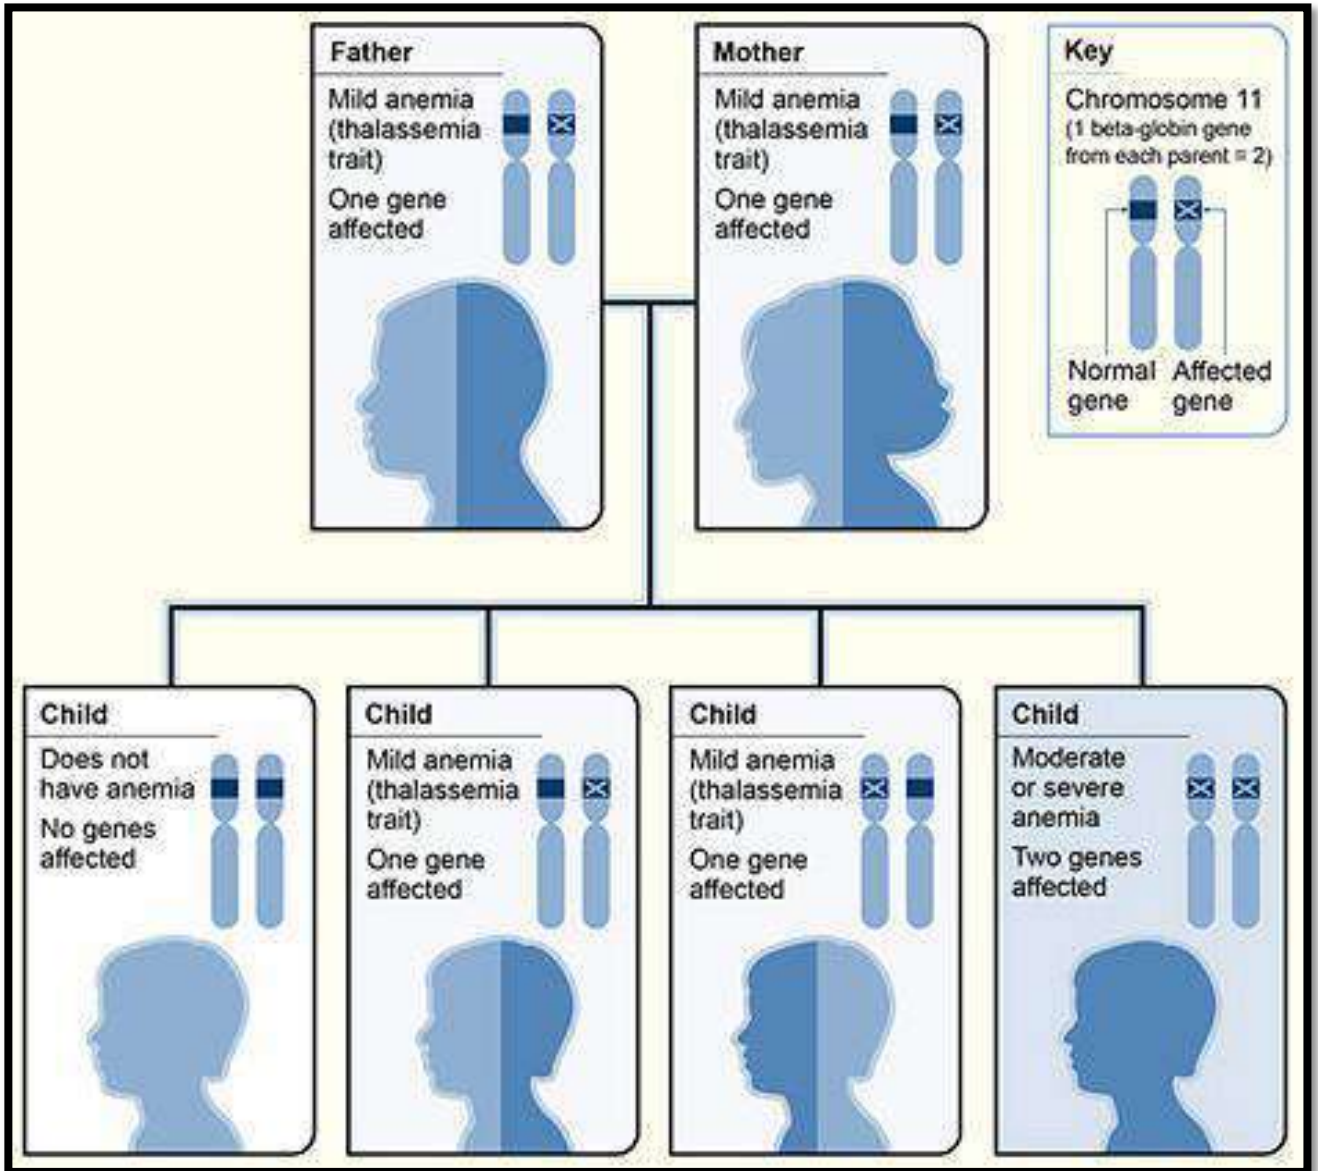 Father
Mild anemia
(thalassemia
trait)
One gene
affected
Mother
Mild anemia
(thalassemia
trait)
One gene
affected
Key
Chromosome 11
(1 beta-globin gene
from each parent = 2)
Normal
gene
Affected
gene
Child
Does not
have anemia
No genes
affected
Child
Mild anemia
(thalassemia
trait)
One gene
affected
Child
Mild anemia
(thalassemia
trait)
One gene
affected
Child
Moderate
or severe
anemia
Two genes
affected